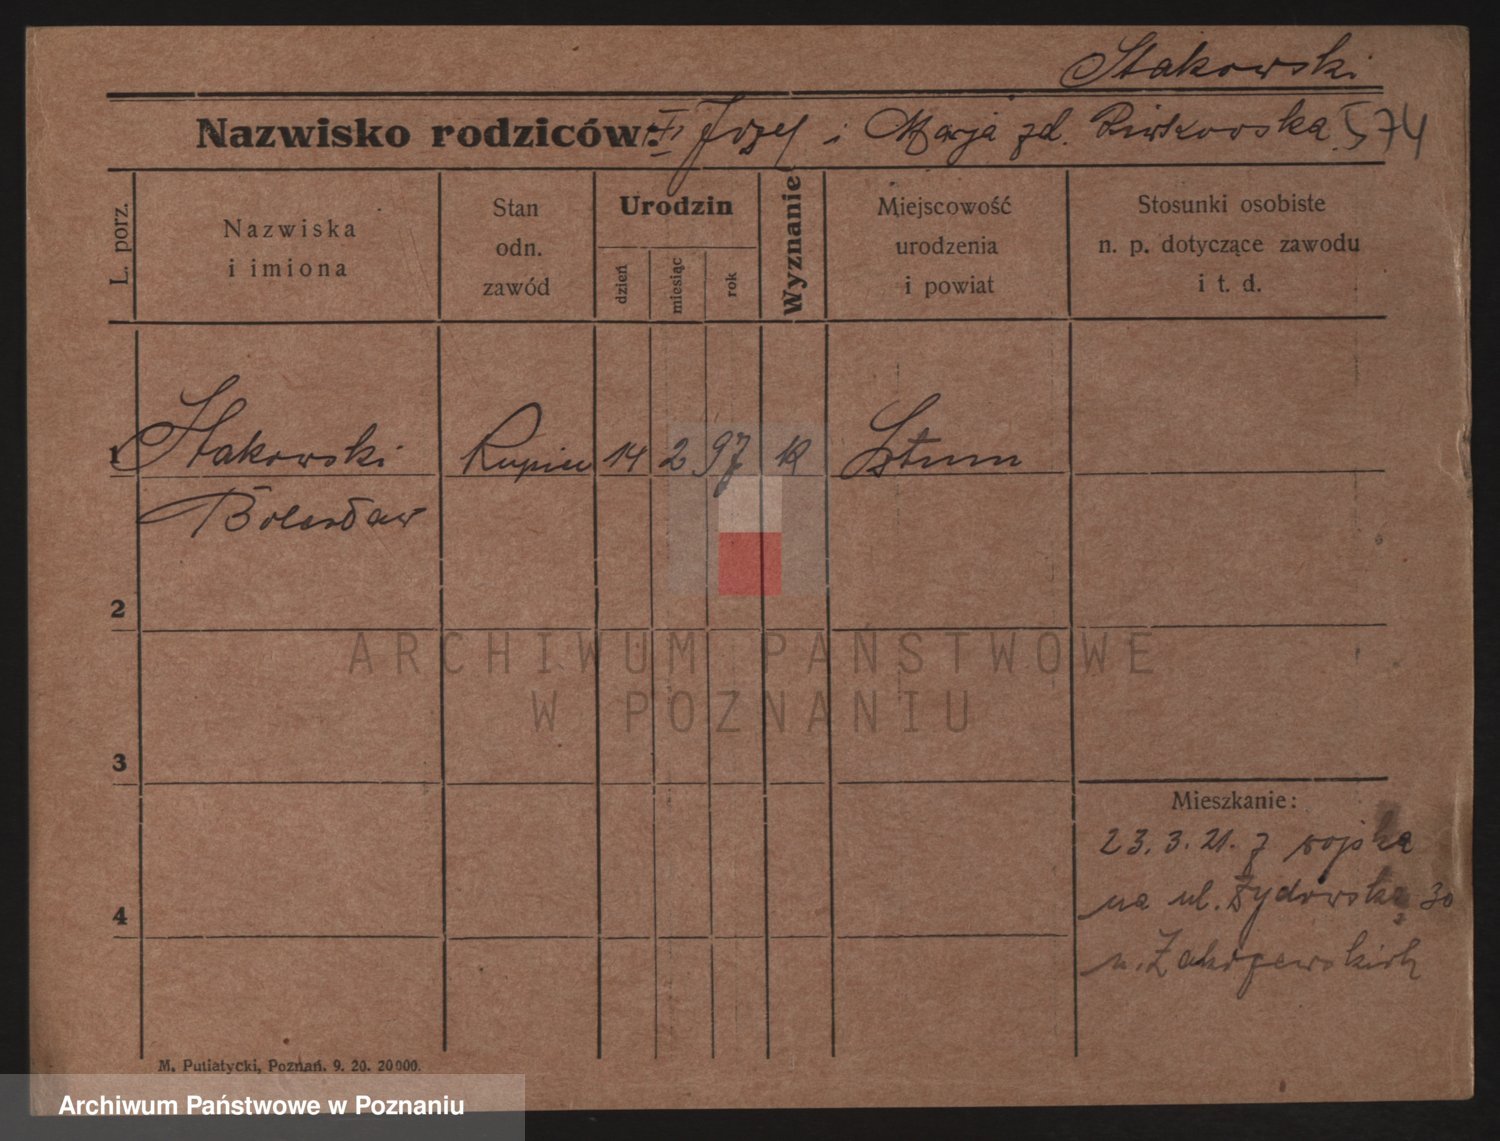 Stakowski
Nazwisko rodziców: Józef i Marja zd. 574
L. porz.
Nazwiska
i imiona
Stan
odn.
zawód
Urodzin
dzień
miesiąc
rok
Wyznanie
Miejscowość
urodzenia
i powiat
Stosunki osobiste
n. p. dotyczące zawodu
i t. d.
1 Stakowski Kupiec 14 2 97 k Sztum
Bolesław
2
ARCHIWUM PAŃSTWOWE
W POZNANIU
3
Mieszkanie:
23. 3. 21. z wojska
na ul. Żydowską 30
4
u. Zakrzewskich
M. Putiatycki, Poznań. 9. 20. 20000.
Archiwum Państwowe w Poznaniu